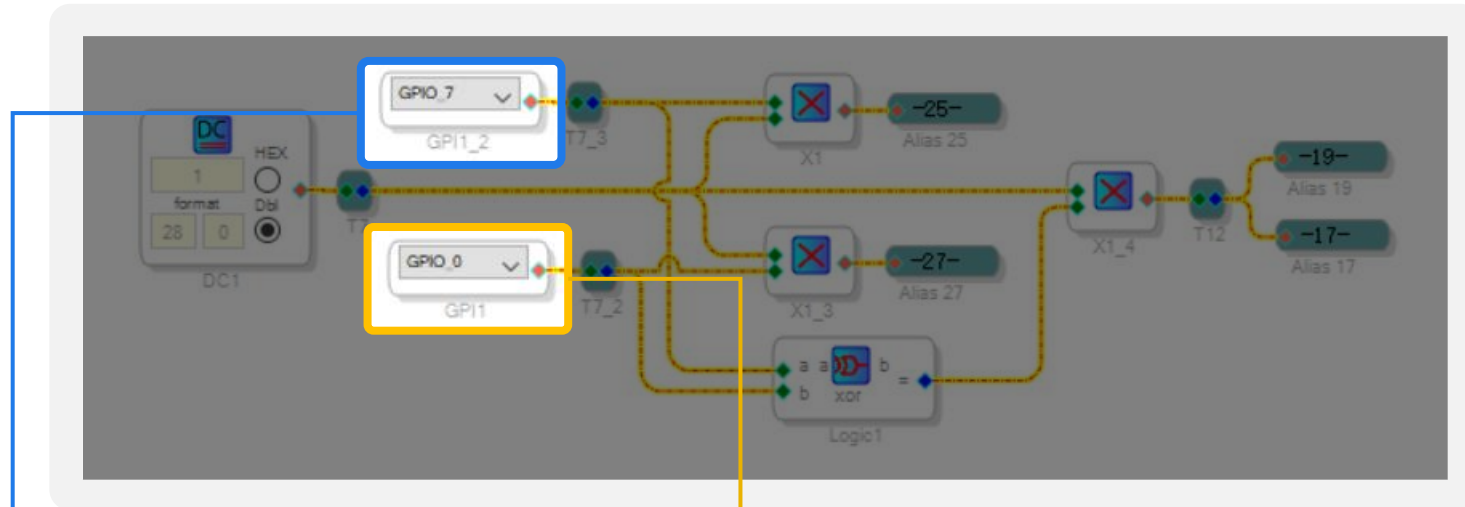 GPIO_7
GPI1_2
T7_3
X1
-25-
Alias 25
DC
HEX
1
format
Dbl
28
0
DC1
T7
GPIO_0
GPI1
T7_2
X1_3
-27-
Alias 27
X1_4
T12
-19-
Alias 19
-17-
Alias 17
a
a
b
=
b
xor
Logic1